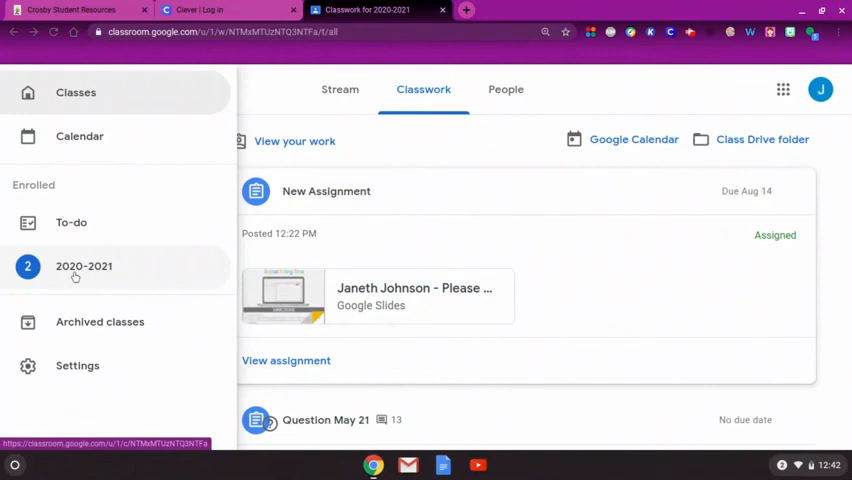 Crosby Student Resources
Clever | Log in
Classwork for 2020-2021
classroom.google.com/u/1/w/NTMxMTUzNTQ3NTFa/t/all
Classes
Stream
Classwork
People
J
Calendar
View your work
Google Calendar
Class Drive folder
Enrolled
New Assignment
Due Aug 14
To-do
Posted 12:22 PM
Assigned
2
2020-2021
Janeth Johnson - Please ...
Google Slides
Archived classes
View assignment
Settings
Question May 21
13
No due date
https://classroom.google.com/u/1/c/NTMxMTUzNTQ3NTFa
2
12:42